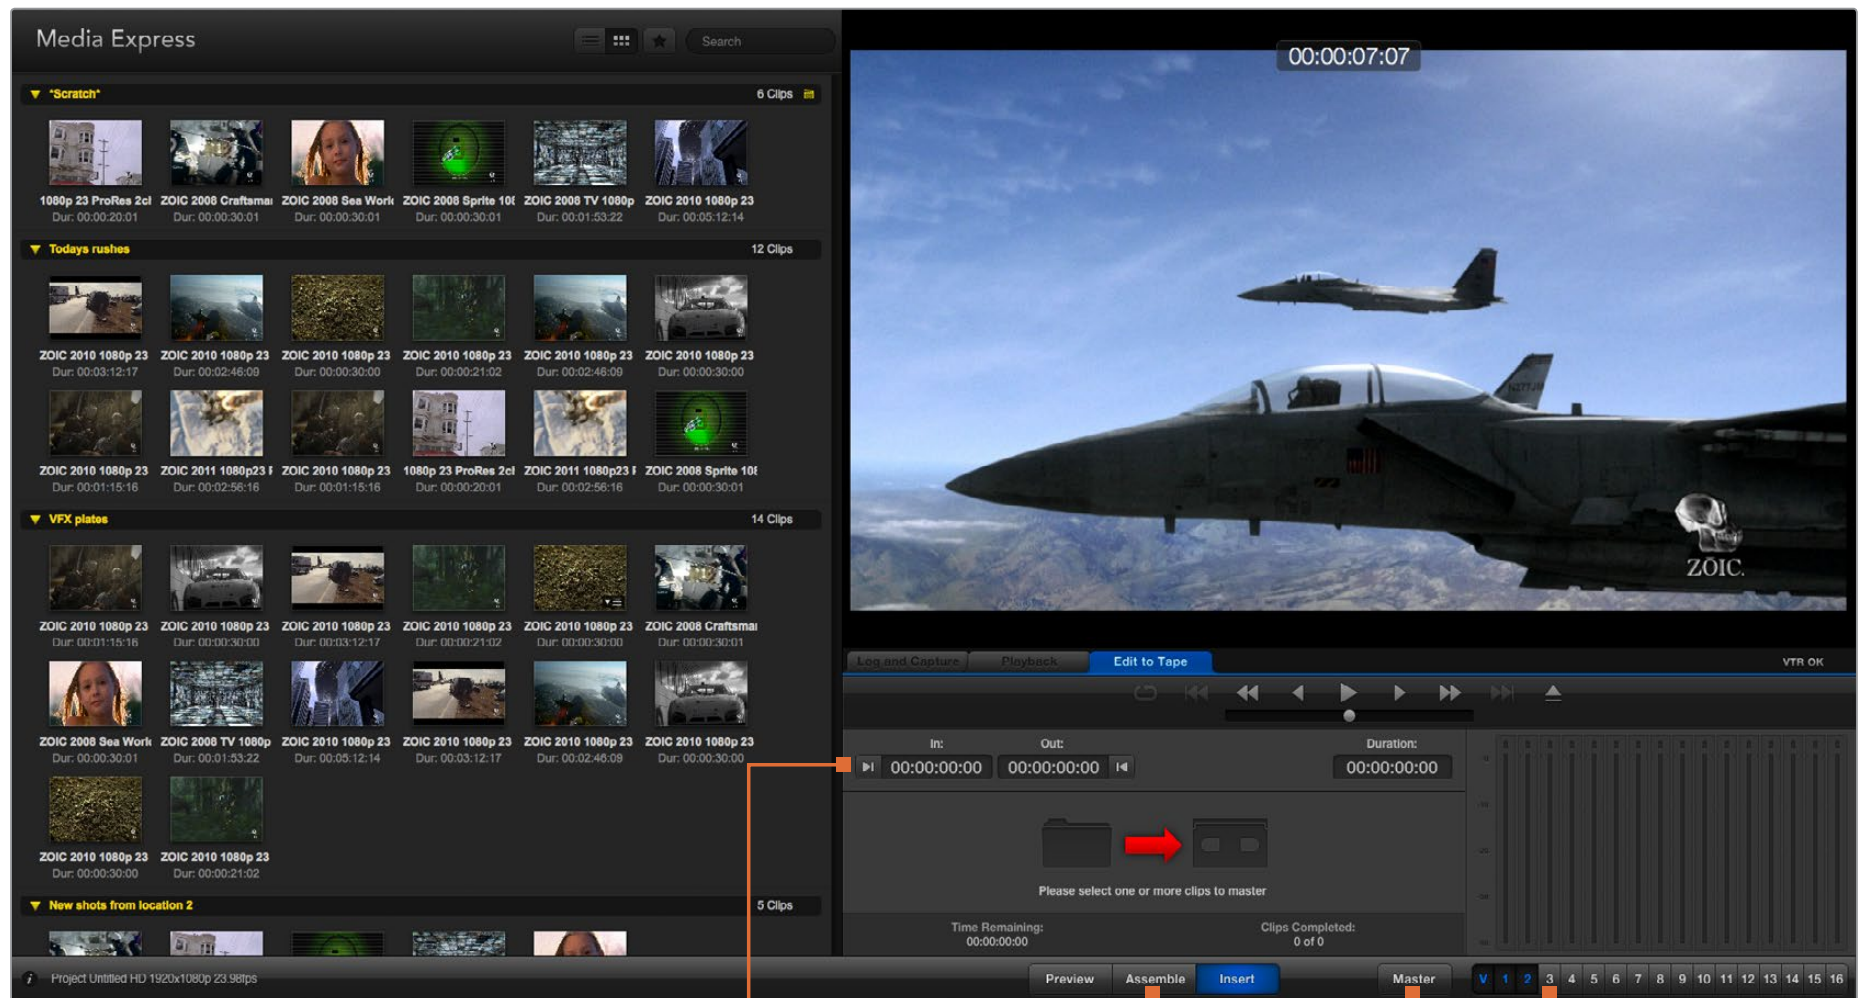 Media Express
Search
*Scratch*
6 Clips
1080p 23 ProRes 2cl ZOIC 2008 Craftsmar ZOIC 2008 Sea Work ZOIC 2008 Sprite 108 ZOIC 2008 TV 1080p ZOIC 2010 1080p 23
Dur: 00:00:20:01 Dur: 00:00:30:01 Dur: 00:00:30:01 Dur: 00:00:30:01 Dur: 00:01:53:22 Dur: 00:05:12:14
Todays rushes
12 Clips
ZOIC 2010 1080p 23 ZOIC 2010 1080p 23 ZOIC 2010 1080p 23 ZOIC 2010 1080p 23 ZOIC 2010 1080p 23 ZOIC 2010 1080p 23
Dur: 00:03:12:17 Dur: 00:02:46:09 Dur: 00:00:30:00 Dur: 00:00:21:02 Dur: 00:02:46:09 Dur: 00:00:30:00
ZOIC 2010 1080p 23 ZOIC 2011 1080p23 F ZOIC 2010 1080p 23 1080p 23 ProRes 2cl ZOIC 2011 1080p23 F ZOIC 2008 Sprite 108
Dur: 00:01:15:16 Dur: 00:02:56:16 Dur: 00:01:15:16 Dur: 00:00:20:01 Dur: 00:02:56:16 Dur: 00:00:30:01
VFX plates
14 Clips
ZOIC 2010 1080p 23 ZOIC 2010 1080p 23 ZOIC 2010 1080p 23 ZOIC 2010 1080p 23 ZOIC 2010 1080p 23 ZOIC 2008 Craftsmar
Dur: 00:01:15:16 Dur: 00:00:30:00 Dur: 00:03:12:17 Dur: 00:00:21:02 Dur: 00:00:30:00 Dur: 00:00:30:01
ZOIC 2008 Sea Work ZOIC 2008 TV 1080p ZOIC 2010 1080p 23 ZOIC 2010 1080p 23 ZOIC 2010 1080p 23 ZOIC 2010 1080p 23
Dur: 00:00:30:01 Dur: 00:01:53:22 Dur: 00:05:12:14 Dur: 00:03:12:17 Dur: 00:02:46:09 Dur: 00:00:30:00
ZOIC 2010 1080p 23 ZOIC 2010 1080p 23
Dur: 00:00:30:00 Dur: 00:00:21:02
New shots from location 2
5 Clips
Project Untitled HD 1920x1080p 23.98fps
00:00:07:07
ZOIC.
Log and Capture Playback Edit to Tape VTR OK
In: Out: Duration:
00:00:00:00 00:00:00:00 00:00:00:00
Please select one or more clips to master
Time Remaining: Clips Completed:
00:00:00:00 0 of 0
Preview Assemble Insert Master V 1 2 3 4 5 6 7 8 9 10 11 12 13 14 15 16